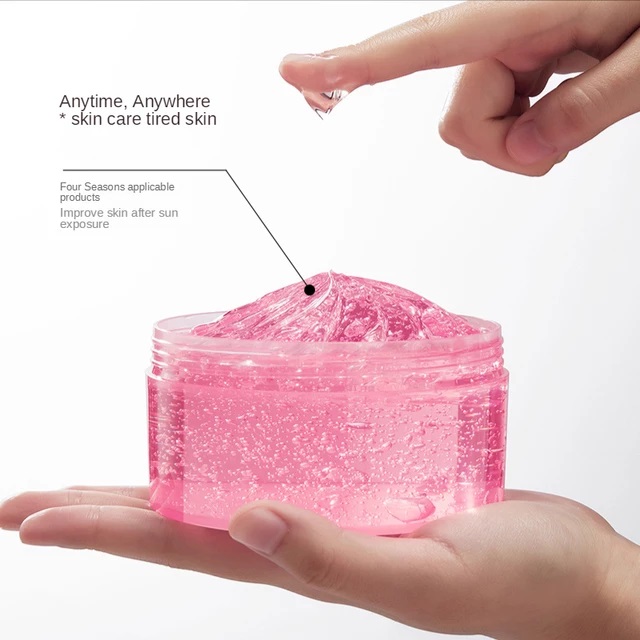 Anytime, Anywhere
* skin care tired skin
Four Seasons applicable
products
Improve skin after sun
exposure